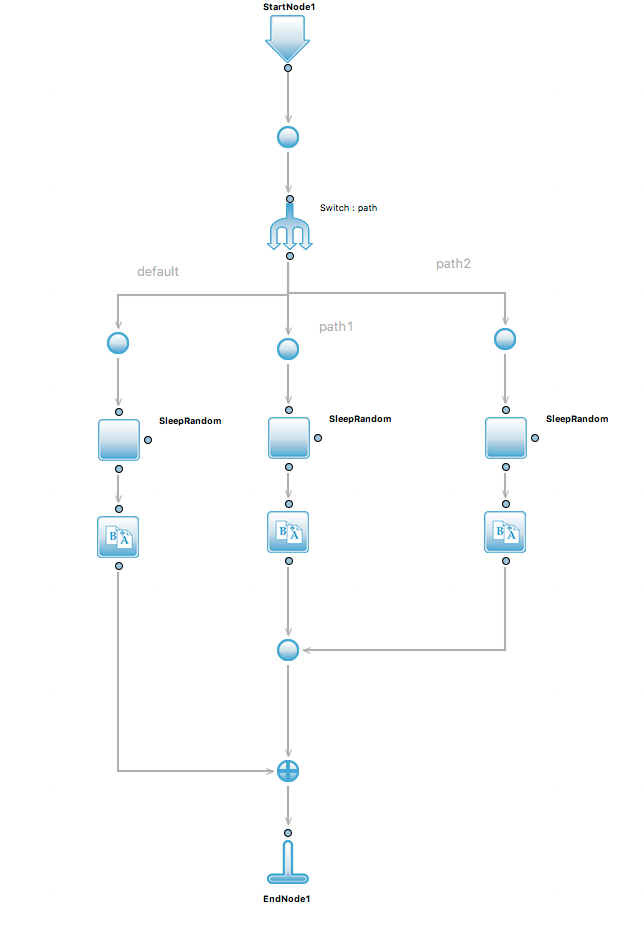 StartNode1
Switch : path
default
path2
path1
SleepRandom
SleepRandom
SleepRandom
B A
B A
B A
EndNode1